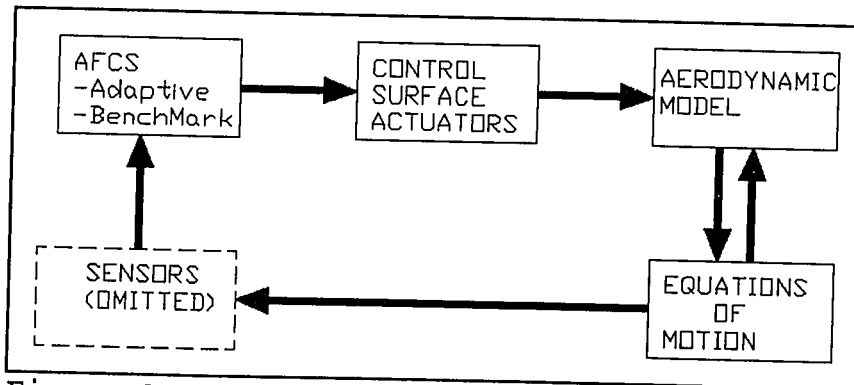 AFCS
-Adaptive
-BenchMark
CONTROL
SURFACE
ACTUATORS
AERODYNAMIC
MODEL
SENSORS
(OMITTED)
EQUATIONS
OF
MOTION